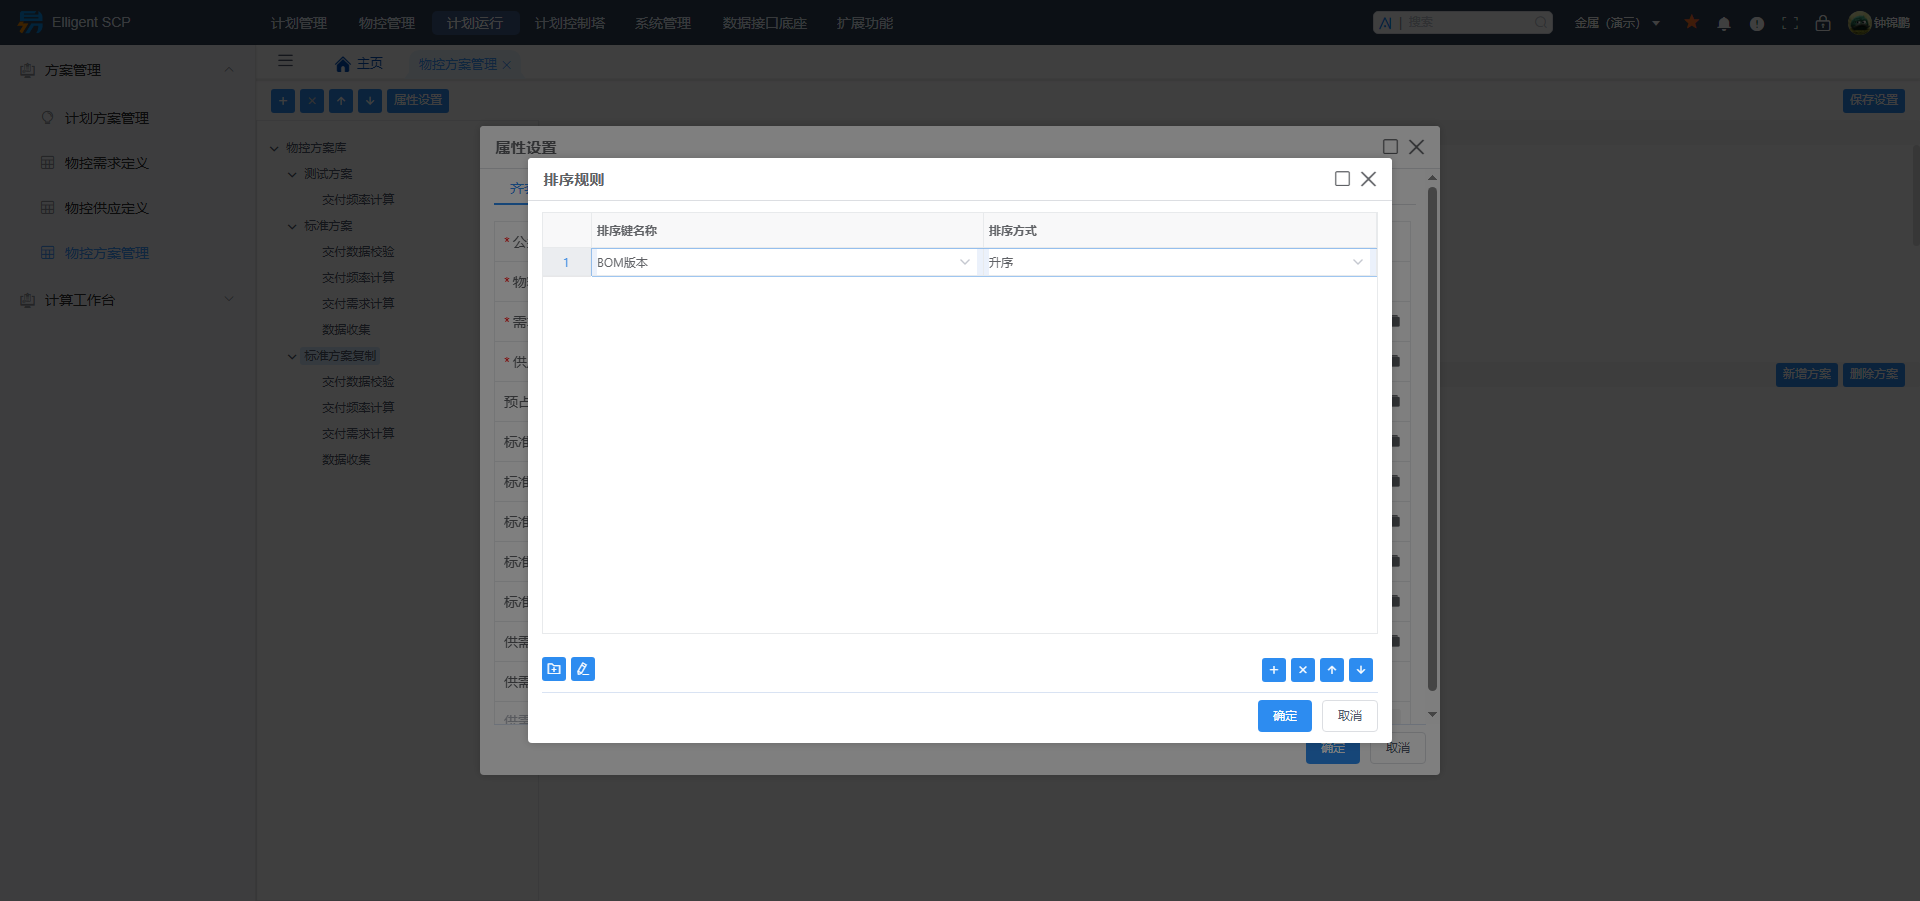 Elligent SCP
计划管理
物控管理
计划运行
计划控制塔
系统管理
数据接口底座
扩展功能
AI | 搜索
金属（演示）
钟锦鹏
方案管理
计划方案管理
物控需求定义
物控供应定义
物控方案管理
计算工作台
主页
物控方案管理
属性设置
保存设置
物控方案库
测试方案
交付频率计算
标准方案
交付数据校验
交付频率计算
交付需求计算
数据收集
标准方案复制
交付数据校验
交付频率计算
交付需求计算
数据收集
新增方案
删除方案
属性设置
齐
* 公
* 物
* 需
* 供
预占
标准
标准
标准
标准
标准
供需
供需
供需
确定
取消
排序规则
排序键名称
排序方式
1
BOM版本
升序
确定
取消